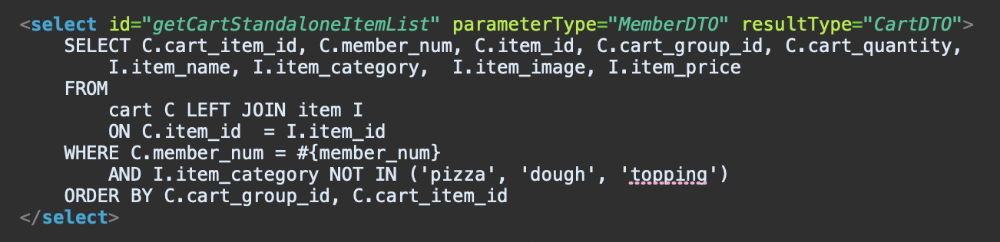 <select id="getCartStandaloneItemList" parameterType="MemberDTO" resultType="CartDTO">
SELECT C.cart_item_id, C.member_num, C.item_id, C.cart_group_id, C.cart_quantity,
I.item_name, I.item_category,  I.item_image, I.item_price
FROM
cart C LEFT JOIN item I
ON C.item_id  = I.item_id
WHERE C.member_num = #{member_num}
AND I.item_category NOT IN ('pizza', 'dough', 'topping')
ORDER BY C.cart_group_id, C.cart_item_id
</select>